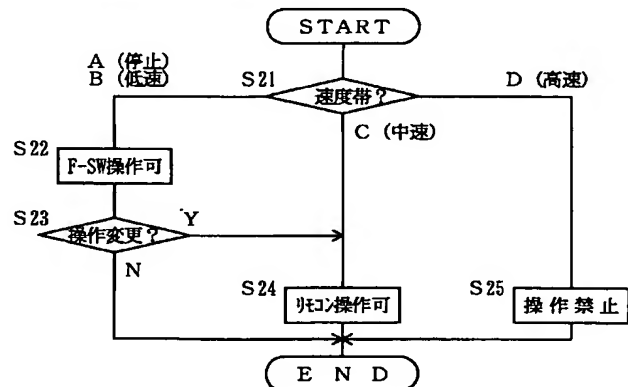 START
A (停止)
B (低速)
S21
速度帯?
D (高速)
C (中速)
S22
F-SW操作可
S23
操作変更?
Y
N
S24
リモコン操作可
S25
操作禁止
END